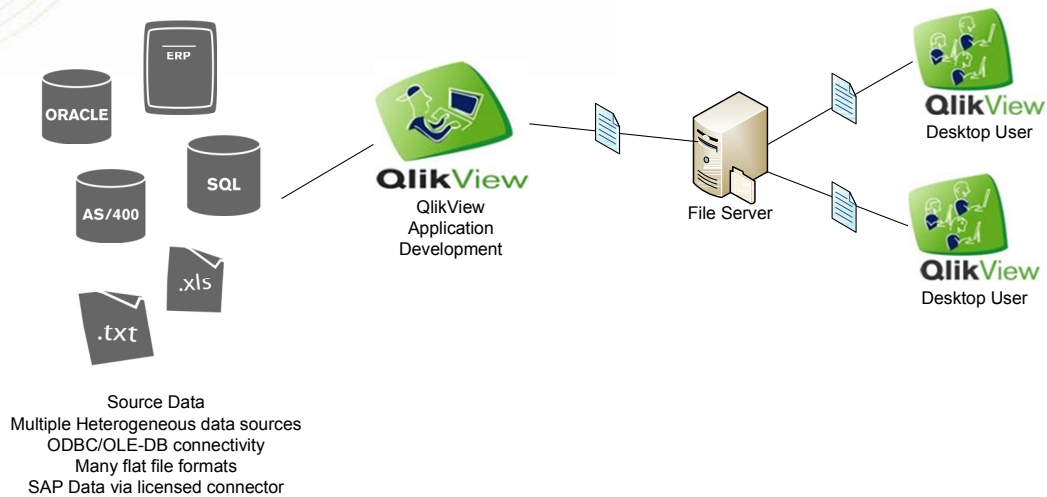 ERP
ORACLE
SQL
AS/400
.xls
.txt
Source Data
Multiple Heterogeneous data sources
ODBC/OLE-DB connectivity
Many flat file formats
SAP Data via licensed connector
QlikView
QlikView
Application
Development
File Server
QlikView
Desktop User
QlikView
Desktop User